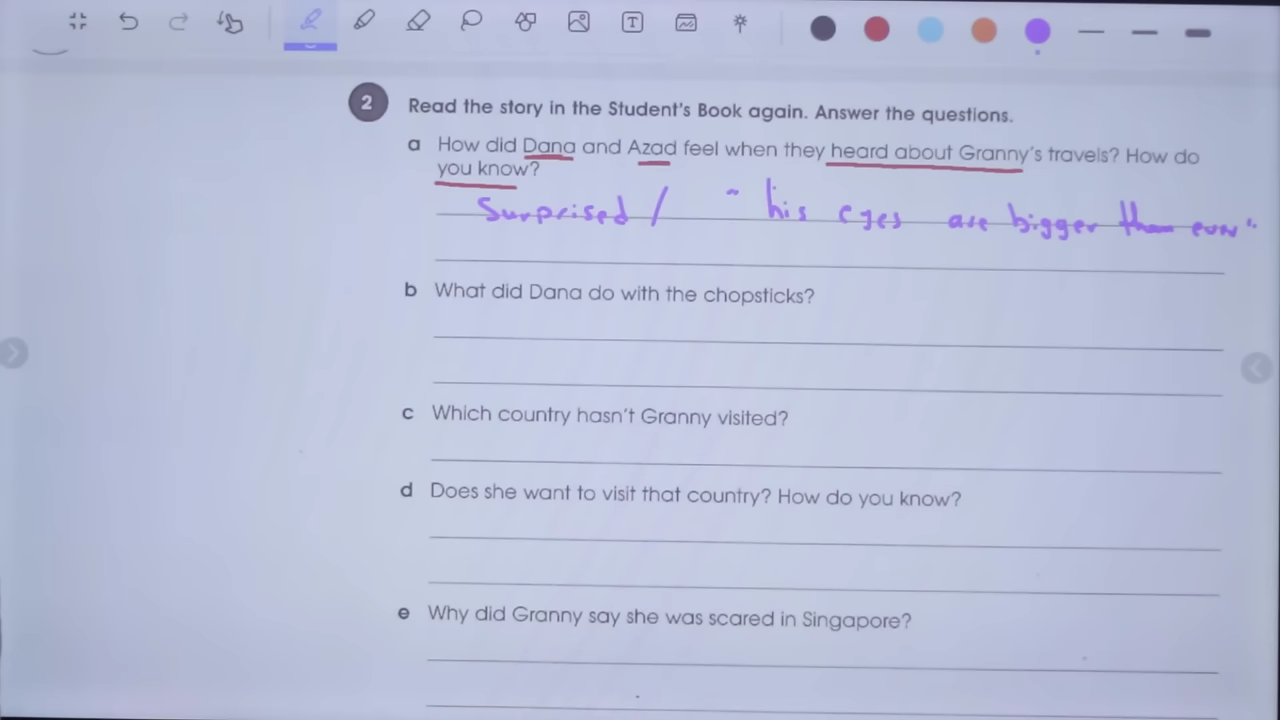 2 Read the story in the Student's Book again. Answer the questions.
a How did Dana and Azad feel when they heard about Granny's travels? How do
you know?
Surprised / " his eyes are bigger than ever"
b What did Dana do with the chopsticks?
c Which country hasn't Granny visited?
d Does she want to visit that country? How do you know?
e Why did Granny say she was scared in Singapore?